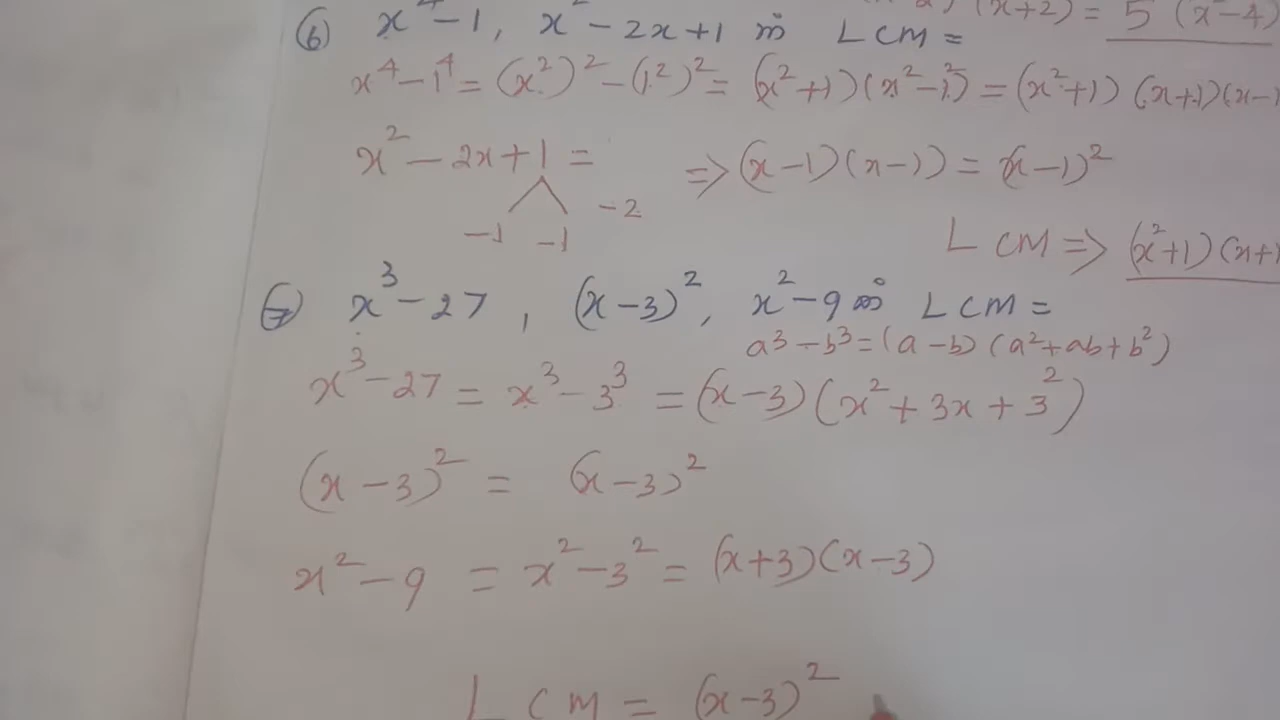 (x+2) = 5 (x²-4)
⑥ x⁴-1, x²-2x+1 ன் LCM =
x⁴-1⁴ = (x²)² -(1²)² = (x²+1)(x²-1²) = (x²+1) (x+1)(x-
x²-2x+1 = ⇒ (x-1)(x-1) = (x-1)²
-2
-1 -1
LCM ⇒ (x²+1)(x+
⑦ x³-27, (x-3)², x²-9 ன் LCM =
a³-b³=(a-b)(a²+ab+b²)
x³-27 = x³-3³ = (x-3)(x²+3x+3²)
(x-3)² = (x-3)²
x²-9 = x²-3² = (x+3)(x-3)
LCM = (x-3)²